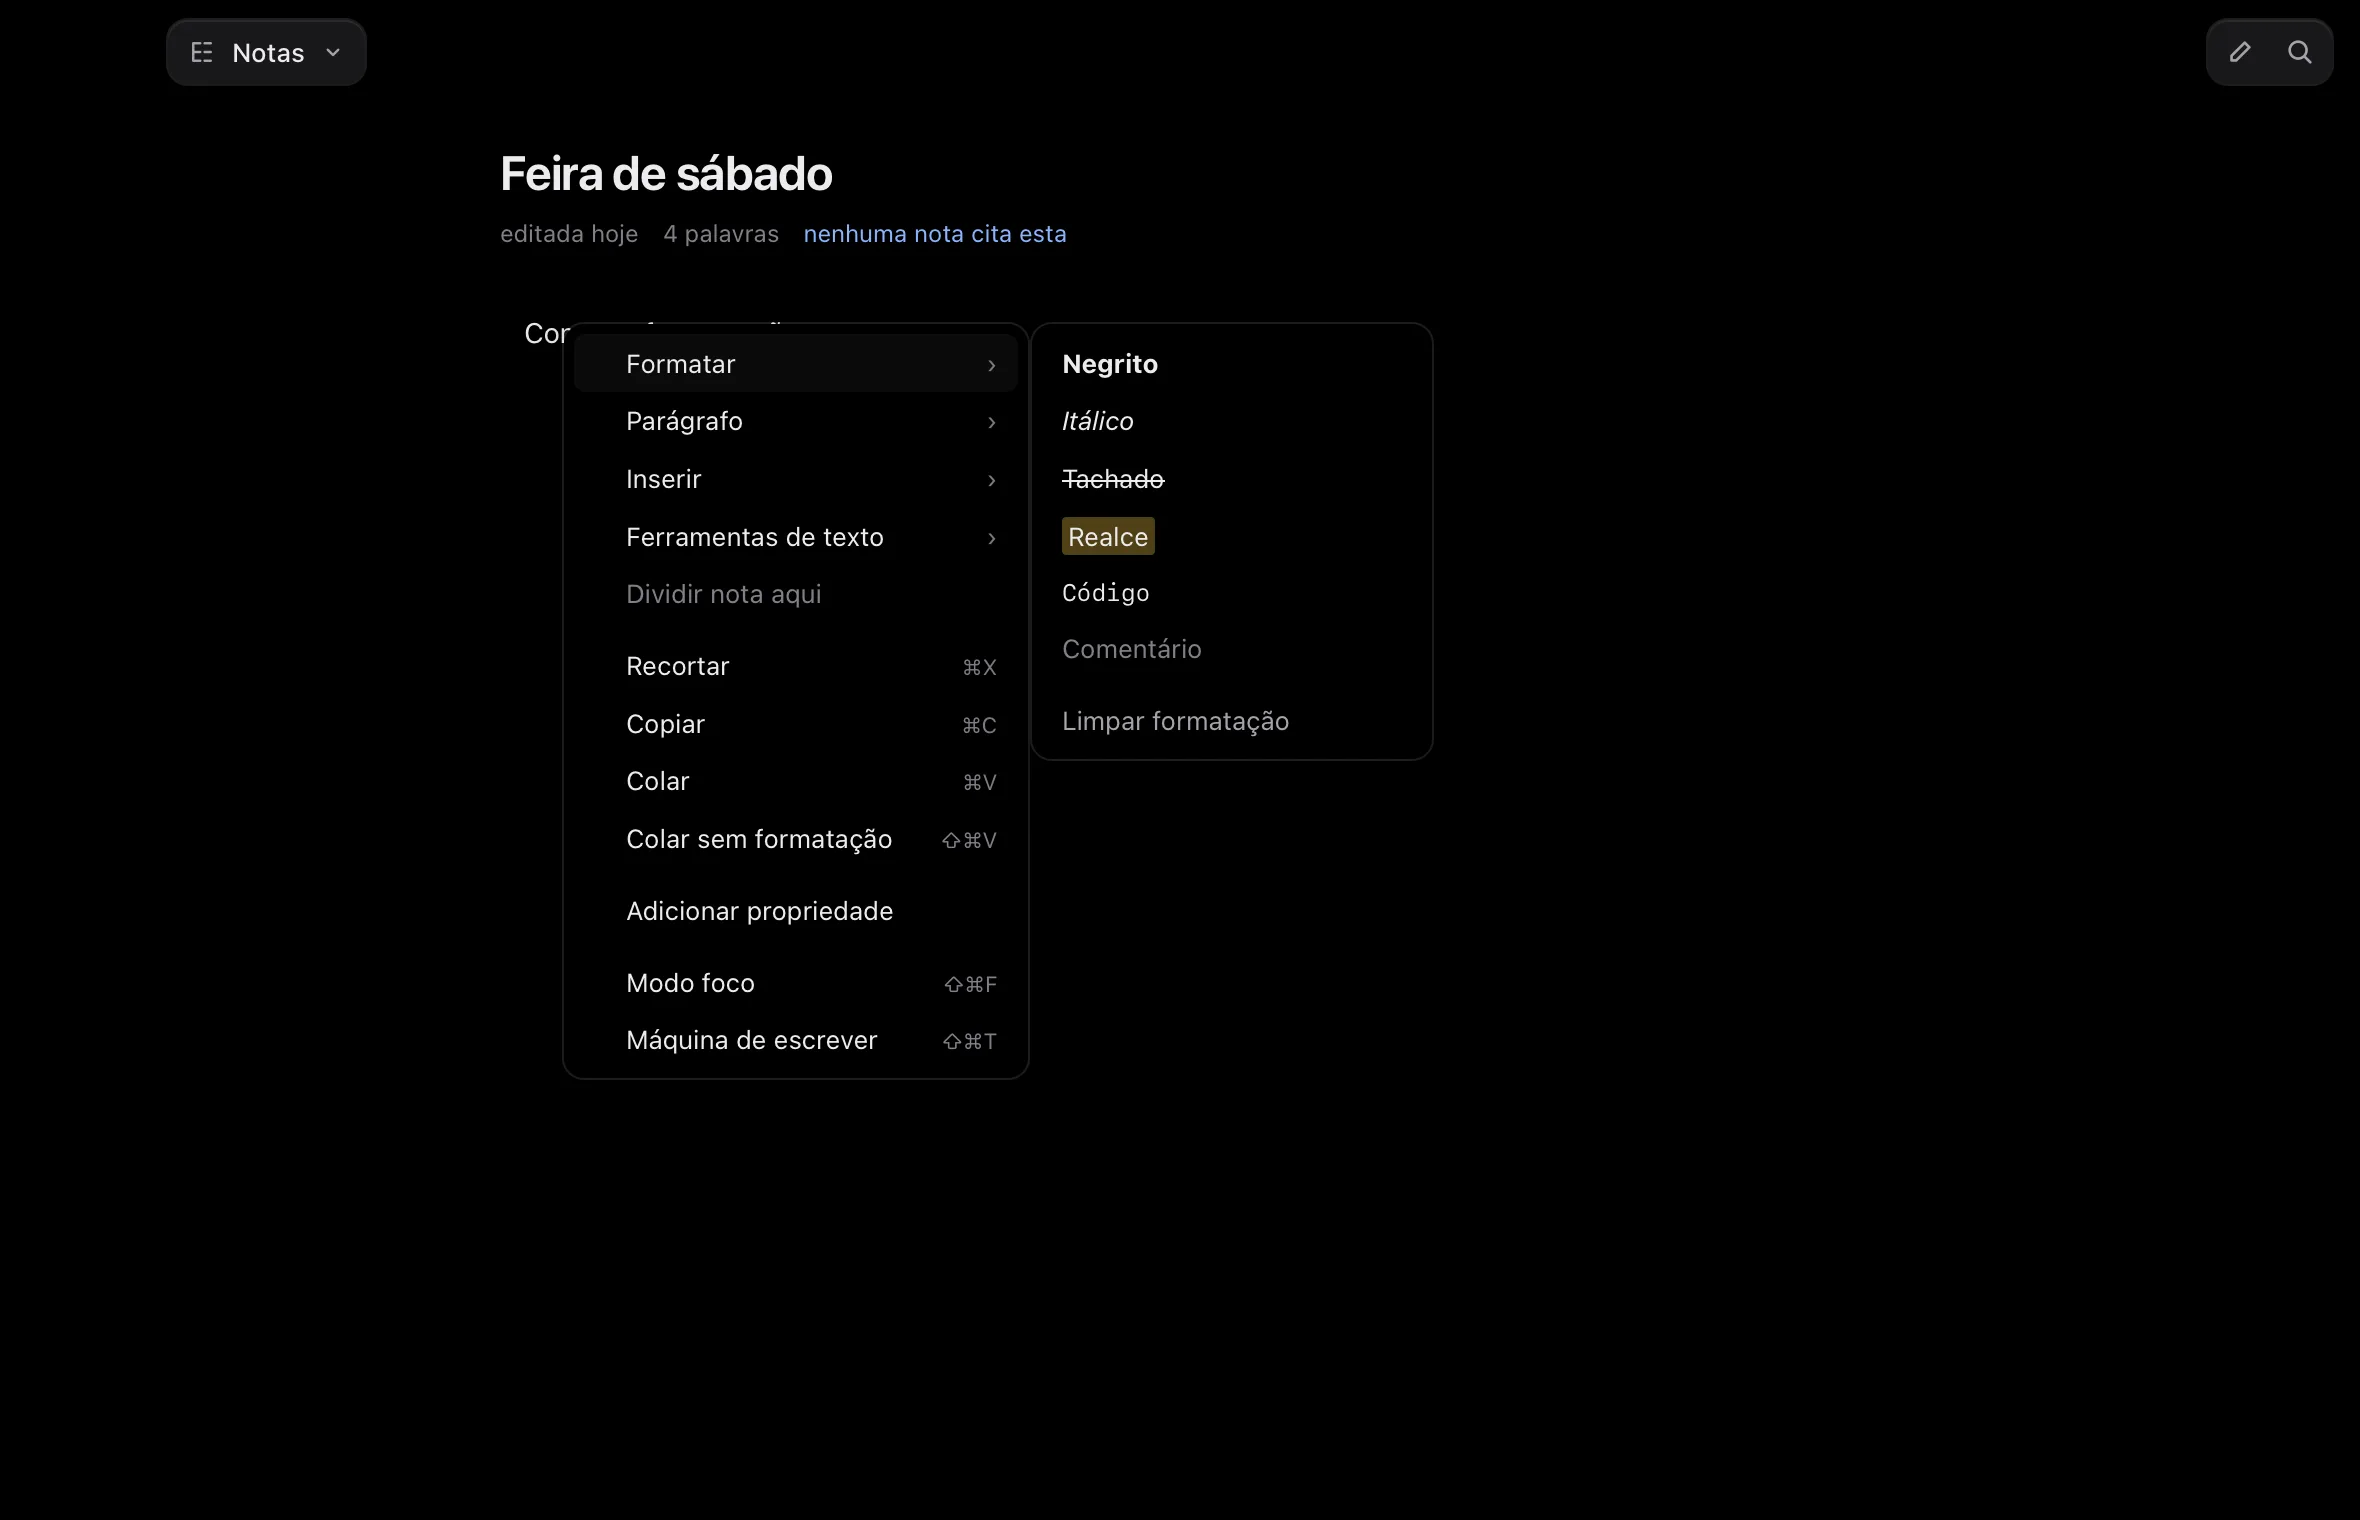 Notas
Feira de sábado
editada hoje 4 palavras nenhuma nota cita esta
Formatar
Parágrafo
Inserir
Ferramentas de texto
Dividir nota aqui
Recortar ⌘X
Copiar ⌘C
Colar ⌘V
Colar sem formatação ⇧⌘V
Adicionar propriedade
Modo foco ⇧⌘F
Máquina de escrever ⇧⌘T
Negrito
Itálico
Tachado
Realce
Código
Comentário
Limpar formatação